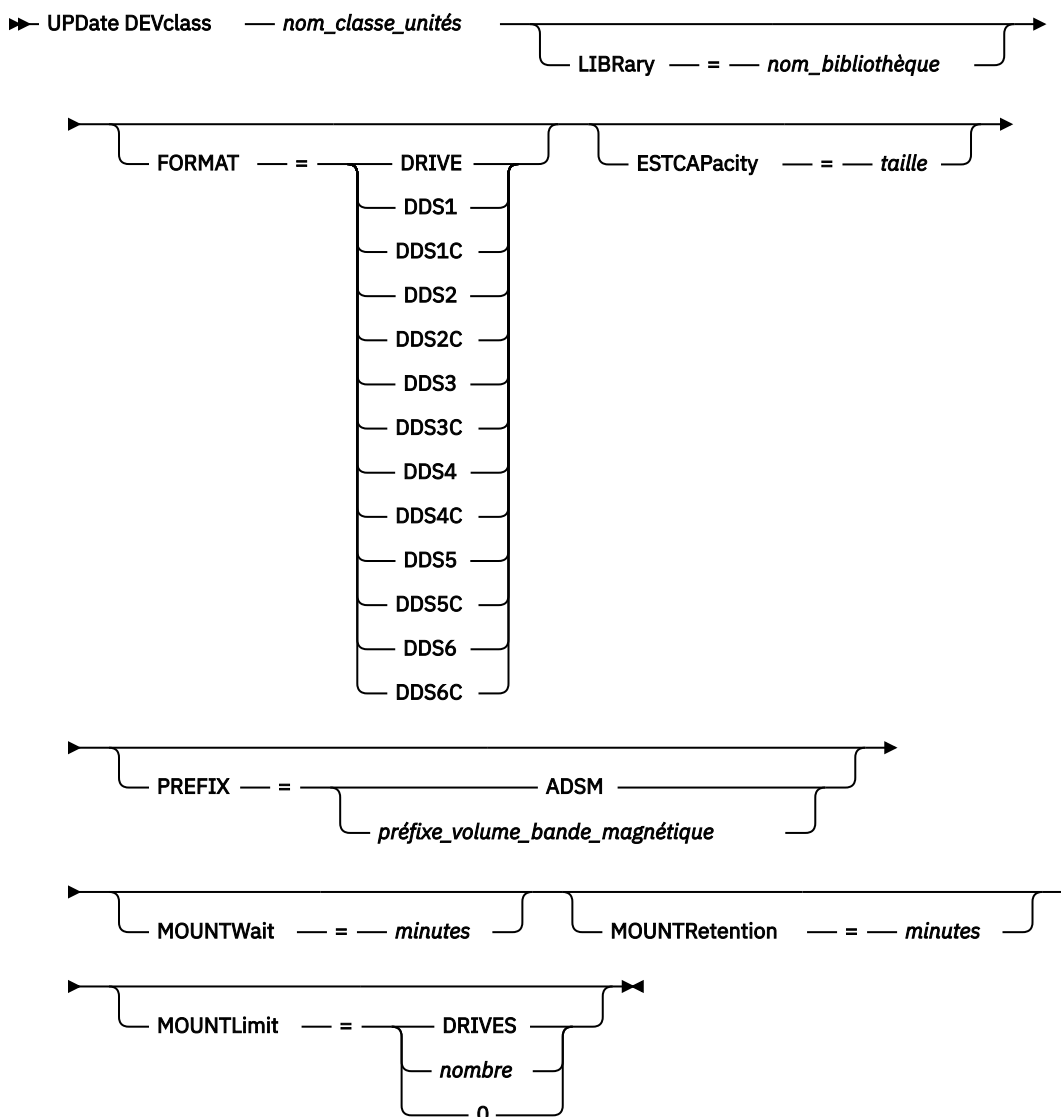 UPDate DEVclass nom_classe_unités
LIBRary = nom_bibliothèque
FORMAT = DRIVE ESTCAPacity = taille
DDS1
DDS1C
DDS2
DDS2C
DDS3
DDS3C
DDS4
DDS4C
DDS5
DDS5C
DDS6
DDS6C
PREFIX = ADSM
préfixe_volume_bande_magnétique
MOUNTWait = minutes MOUNTRetention = minutes
MOUNTLimit = DRIVES
nombre
0